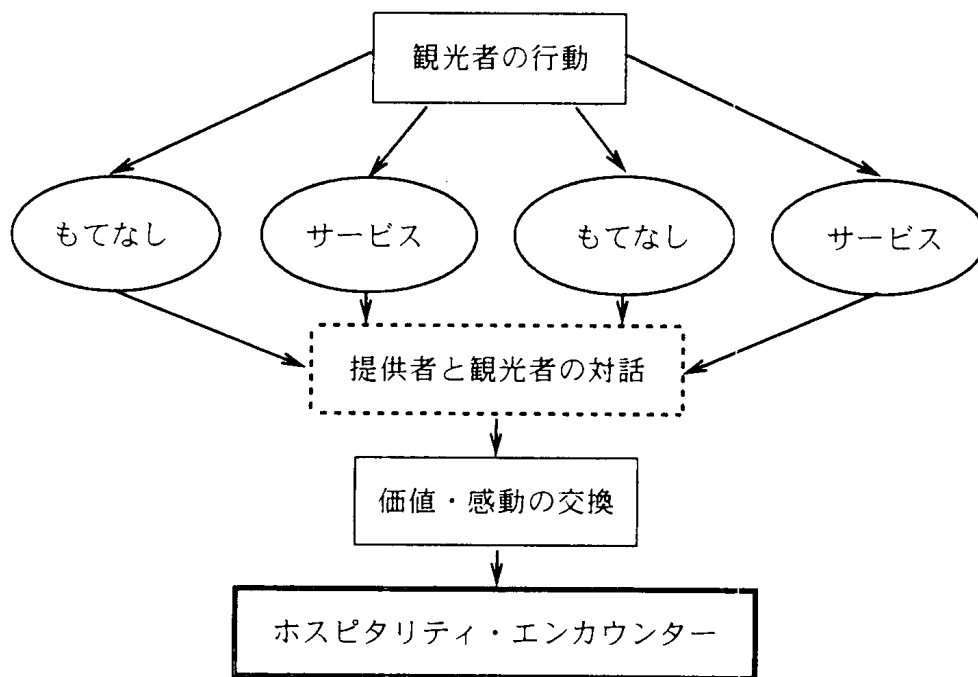 観光者の行動
もてなし
サービス
もてなし
サービス
提供者と観光者の対話
価値・感動の交換
ホスピタリティ・エンカウンター